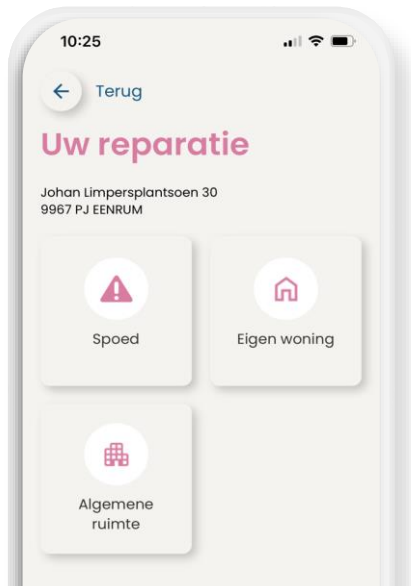 10:25
Terug
Uw reparatie
Johan Limpersplantsoen 30
9967 PJ EENRUM
Spoed
Eigen woning
Algemene
ruimte